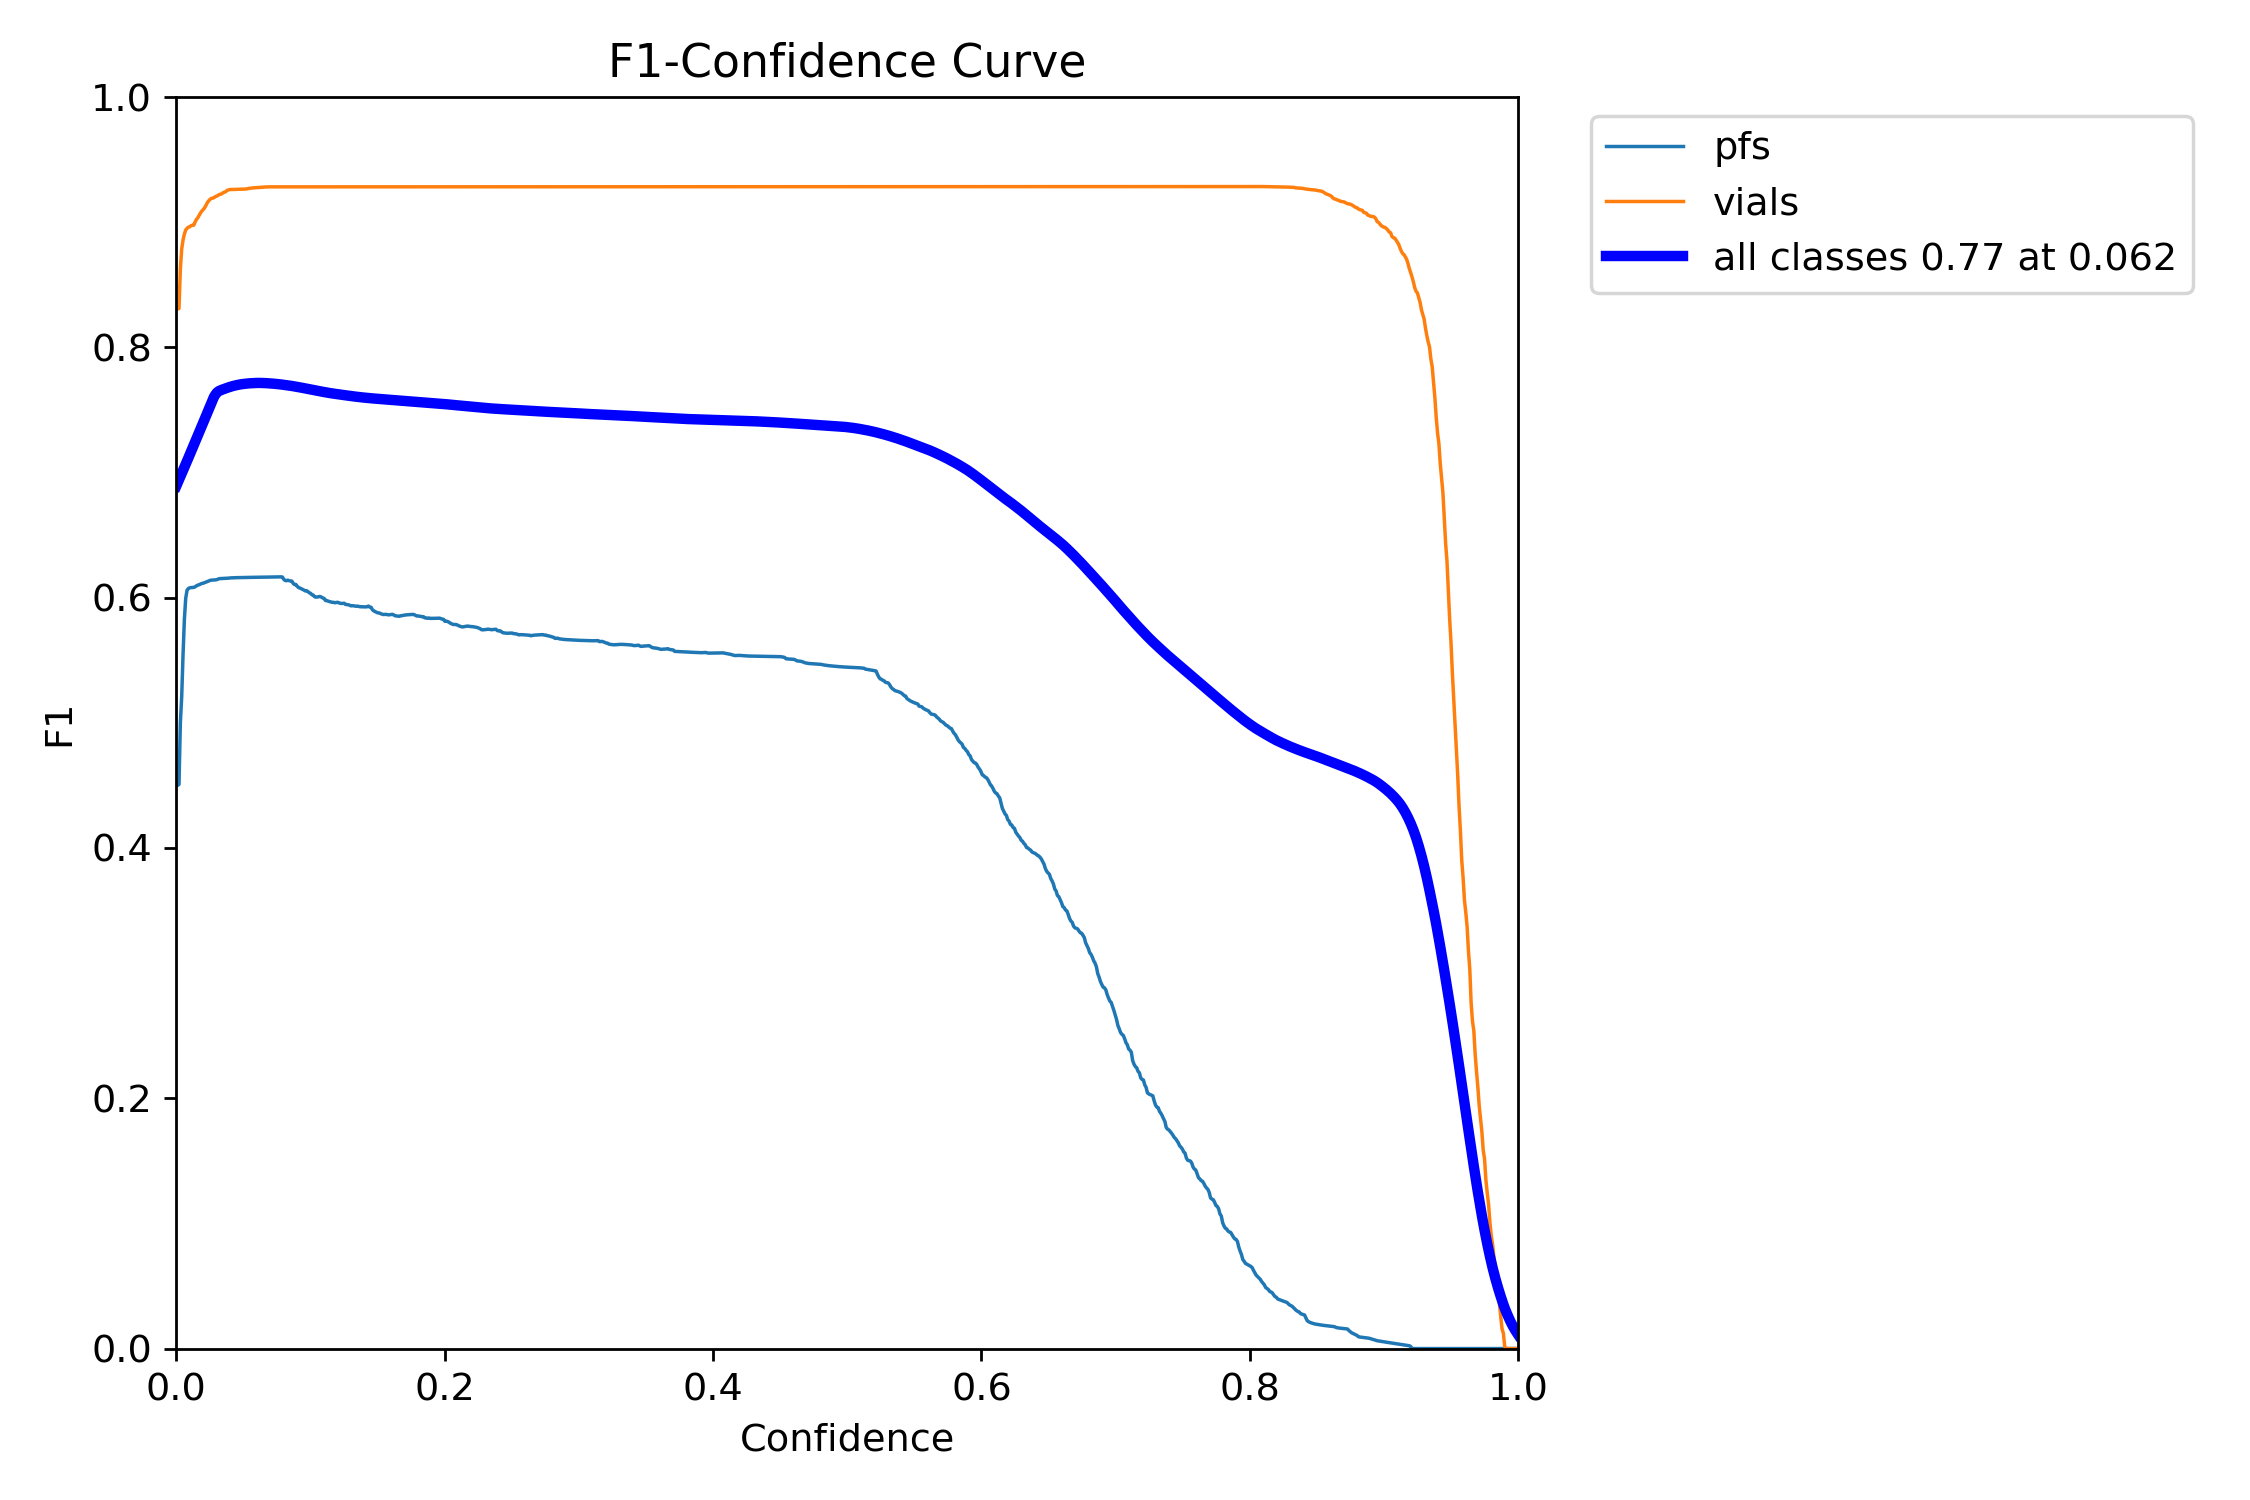 F1-Confidence Curve
1.0
0.8
0.6
0.4
0.2
0.0
F1
0.0 0.2 0.4 0.6 0.8 1.0
Confidence
pfs
vials
all classes 0.77 at 0.062